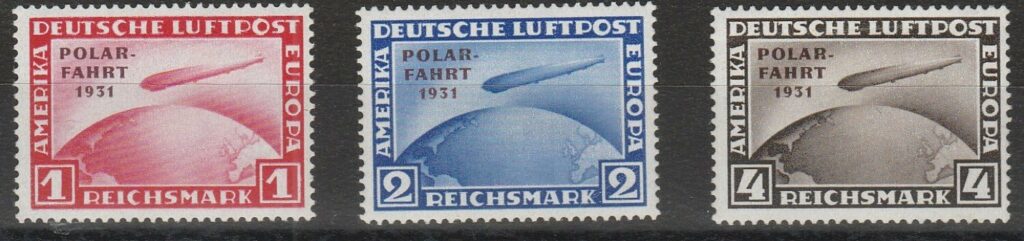 DEUTSCHE LUFTPOST
AMERIKA
EUROPA
POLAR-
FAHRT
1931
1 REICHSMARK 1
DEUTSCHE LUFTPOST
AMERIKA
EUROPA
POLAR-
FAHRT
1931
2 REICHSMARK 2
DEUTSCHE LUFTPOST
AMERIKA
EUROPA
POLAR-
FAHRT
1931
4 REICHSMARK 4